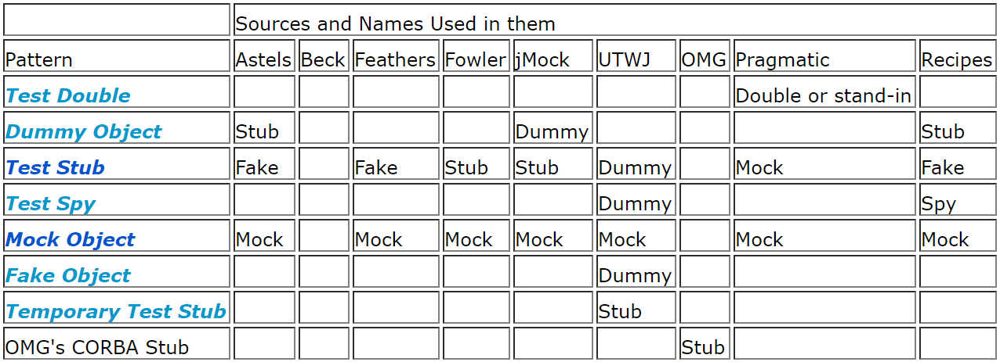 Sources and Names Used in them
Pattern Astels Beck Feathers Fowler jMock UTWJ OMG Pragmatic Recipes
Test Double Double or stand-in
Dummy Object Stub Dummy Stub
Test Stub Fake Fake Stub Stub Dummy Mock Fake
Test Spy Dummy Spy
Mock Object Mock Mock Mock Mock Mock Mock Mock
Fake Object Dummy
Temporary Test Stub Stub
OMG's CORBA Stub Stub